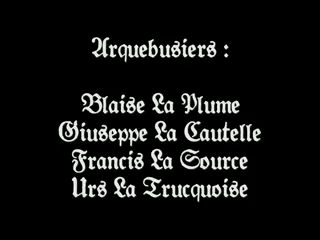 Arquebusiers :
Blaise La Plume
Giuseppe La Cautelle
Francis La Source
Urs La Trucquoise